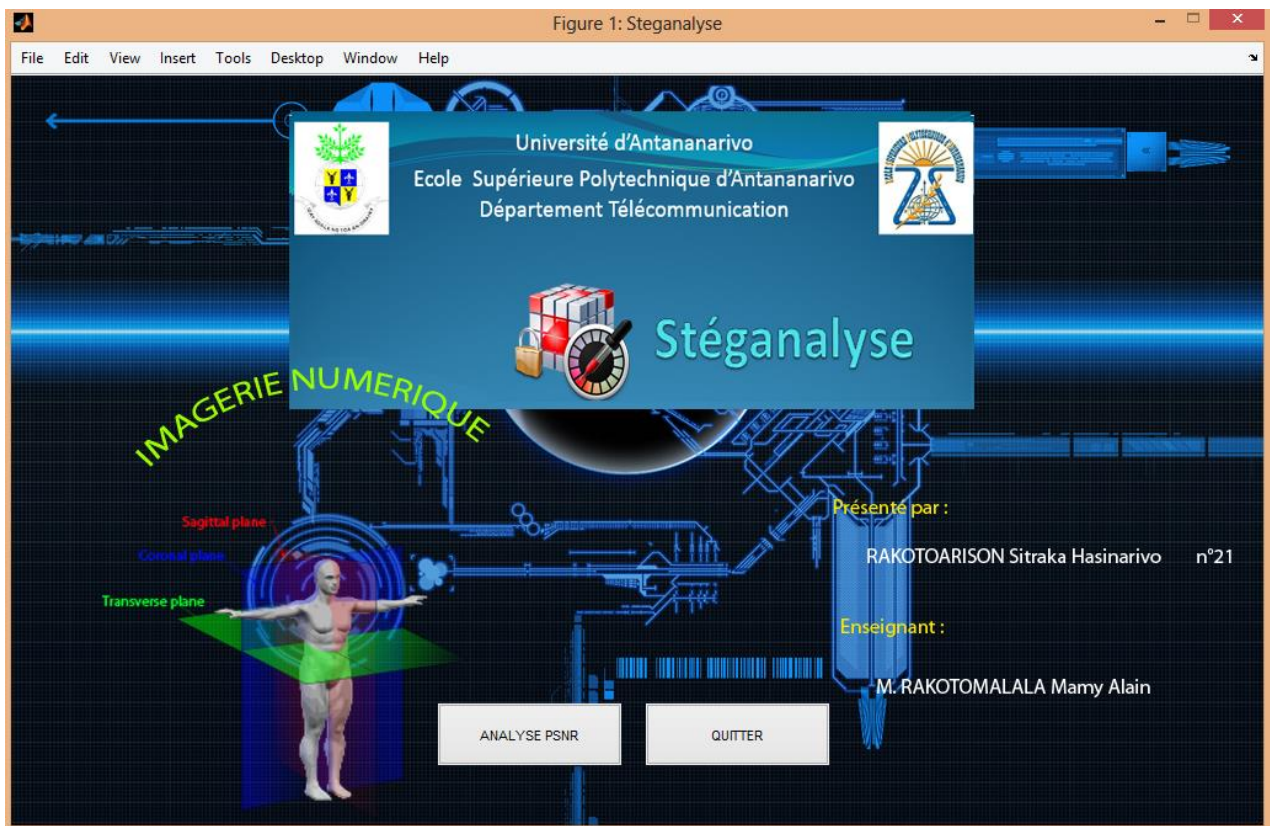 Figure 1: Steganalyse
File Edit View Insert Tools Desktop Window Help
Université d'Antananarivo
Ecole Supérieure Polytechnique d'Antananarivo
Département Télécommunication
Stéganalyse
IMAGERIE NUMERIQUE
Sagittal plane
Coronal plane
Transverse plane
Présenté par :
RAKOTOARISON Sitraka Hasinarivo n°21
Enseignant :
M. RAKOTOMALALA Mamy Alain
ANALYSE PSNR QUITTER